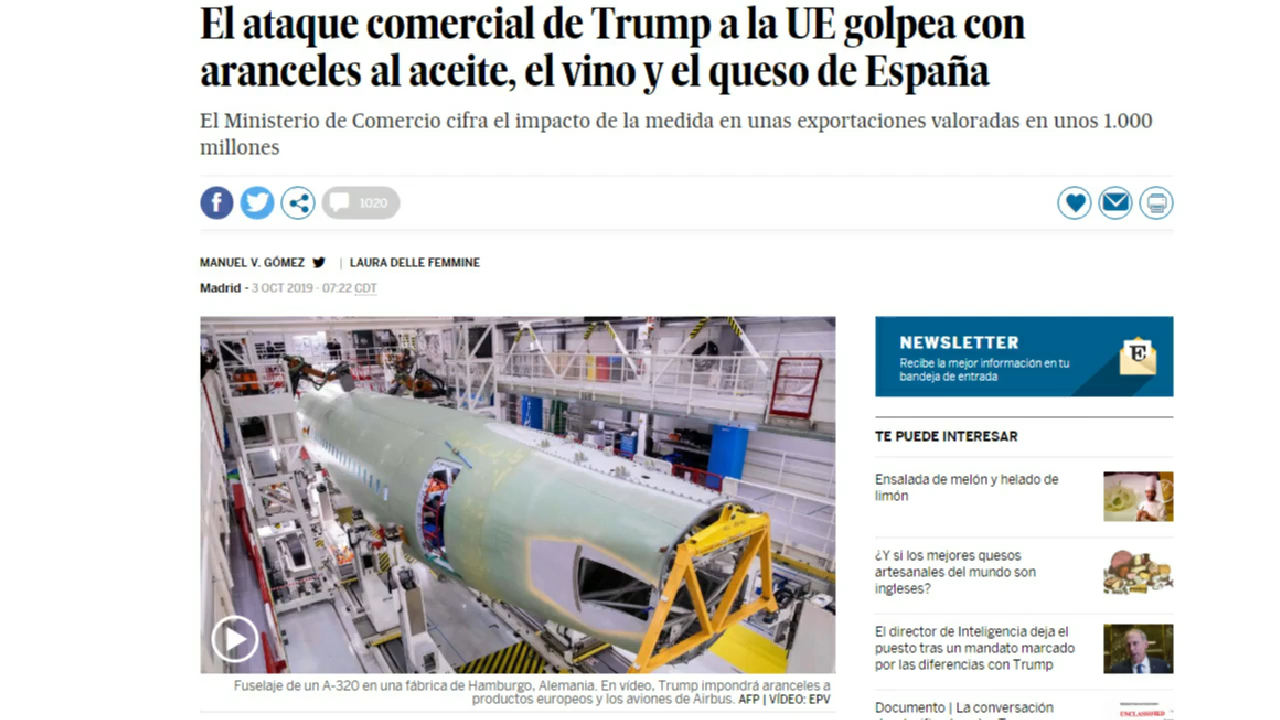 El ataque comercial de Trump a la UE golpea con
aranceles al aceite, el vino y el queso de España
El Ministerio de Comercio cifra el impacto de la medida en unas exportaciones valoradas en unos 1.000
millones
1020
MANUEL V. GÓMEZ | LAURA DELLE FEMMINE
Madrid - 3 OCT 2019 - 07:22 CDT
Fuselaje de un A-320 en una fábrica de Hamburgo, Alemania. En vídeo, Trump impondrá aranceles a
productos europeos y los aviones de Airbus. AFP | VÍDEO: EPV
NEWSLETTER
Recibe la mejor información en tu
bandeja de entrada
E
TE PUEDE INTERESAR
Ensalada de melón y helado de
limón
¿Y si los mejores quesos
artesanales del mundo son
ingleses?
El director de Inteligencia deja el
puesto tras un mandato marcado
por las diferencias con Trump
Documento | La conversación
UNCLASSIFIED